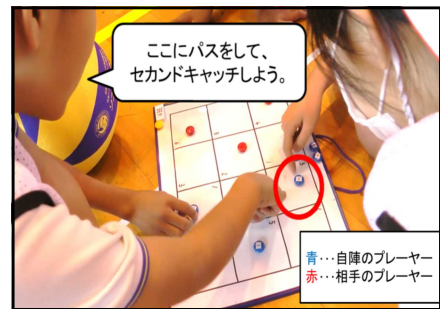 ここにパスをして、
セカンドキャッチしよう。
青･･･自陣のプレーヤー
赤･･･相手のプレーヤー